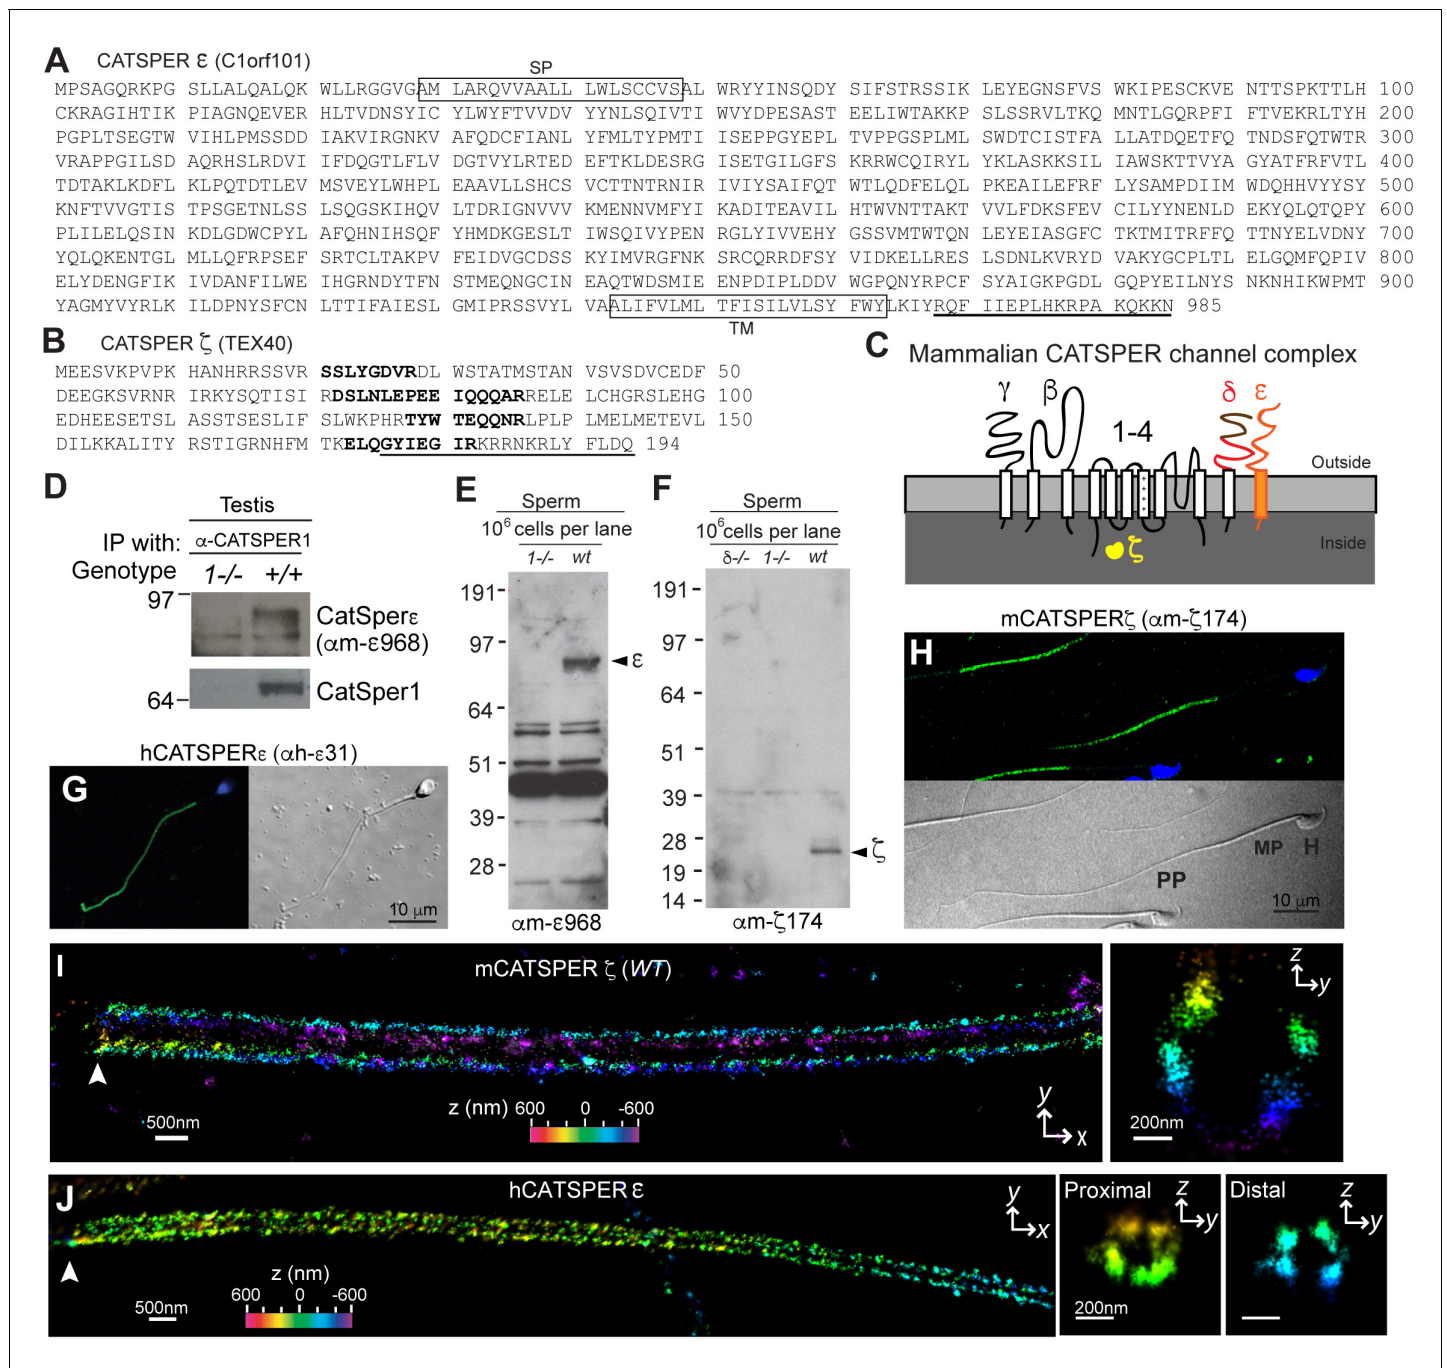 A CATSPER ε (C1orf101)
SP
MPSAGQRKPG SLLALQALQK WLLRGGVGAM LARQVVAALL LWLSCCVSAL WRYYINSQDY SIFSTRSSIK LEYEGNSFVS WKIPESCKVE NTTSPKTTLH 100
CKRAGIHTIK PIAGNQEVER HLTVDNSYIC YLWYFTVVDV YYNLSQIVTI WVYDPESAST EELIWTAKKP SLSSRVLTKQ MNTLGQRPFI FTVEKRLTYH 200
PGPLTSEGTW VIHLPMSSDD IAKVIRGNKV AFQDCFIANL YFMLTYPMTI ISEPPGYEPL TVPPGSPLML SWDTCISTFA LLATDQETFQ TNDSFQTWTR 300
VRAPPGILSD AQRHSLRDVI IFDQGTLFLV DGTVYLRTED EFTKLDESRG ISETGILGFS KRRWCQIRYL YKLASKKSIL IAWSKTTVYA GYATFRFVTL 400
TDTAKLKDFL KLPQTDTLEV MSVEYLWHPL EAAVLLSHCS VCTTNTRNIR IVIYSAIFQT WTLQDFELQL PKEAILEFRF LYSAMPDIIM WDQHHVYYSY 500
KNFTVVGTIS TPSGETNLSS LSQGSKIHQV LTDRIGNVVV KMENNVMFYI KADITEAVIL HTWVNTTAKT VVLFDKSFEV CILYYNENLD EKYQLQTQPY 600
PLILELQSIN KDLGDWCPYL AFQHNIHSQF YHMDKGESLT IWSQIVYPEN RGLYIVVEHY GSSVMTWTQN LEYEIASGFC TKTMITRFFQ TTNYELVDNY 700
YQLQKENTGL MLLQFRPSEF SRTCLTAKPV FEIDVGCDSS KYIMVRGFNK SRCQRRDFSY VIDKELLRES LSDNLKVRYD VAKYGCPLTL ELGQMFQPIV 800
ELYDENGFIK IVDANFILWE IHGRNDYTFN STMEQNGCIN EAQTWDSMIE ENPDIPLDDV WGPQNYRPCF SYAIGKPGDL GQPYEILNYS NKNHIKWPMT 900
YAGMYVYRLK ILDPNYSFCN LTTIFAIESL GMIPRSSVYL VAALIFVLML TFISILVLSY FWYLKIYRQF IIEPLHKRPA KQKKN 985
TM
B CATSPER ζ (TEX40)
MEESVKPVPK HANHRRSSVR SSLYGDVRDL WSTATMSTAN VSVSDVCEDF 50
DEEGKSVRNR IRKYSQTISI RDSLNLEPEE IQQQARRELE LCHGRSLEHG 100
EDHEESETSL ASSTSESLIF SLWKPHRTYW TEQQNRLPLP LMELMETEVL 150
DILKKALITY RSTIGRNHFM TKELQGYIEG IRKRRNKRLY FLDQ 194
C Mammalian CATSPER channel complex
γ β 1-4 δ ε
Outside
+
+
+
+
Inside
ζ
D
Testis
IP with: α-CATSPER1
Genotype 1-/- +/+
97
CatSperε
(αm-ε968)
64
CatSper1
E
Sperm
10⁶ cells per lane
1-/- wt
191
97
64
51
39
28
ε
αm-ε968
F
Sperm
10⁶ cells per lane
δ-/- 1-/- wt
191
97
64
51
39
28
19
14
ζ
αm-ζ174
hCATSPERε (αh-ε31)
G
10 μm
mCATSPERζ (αm-ζ174)
H
MP H
PP
10 μm
I
mCATSPER ζ (WT)
z (nm) 600 0 -600
500nm
y
x
z
y
200nm
J
hCATSPER ε
z (nm)
600 0 -600
500nm
y
x
Proximal z
y
200nm
Distal z
y